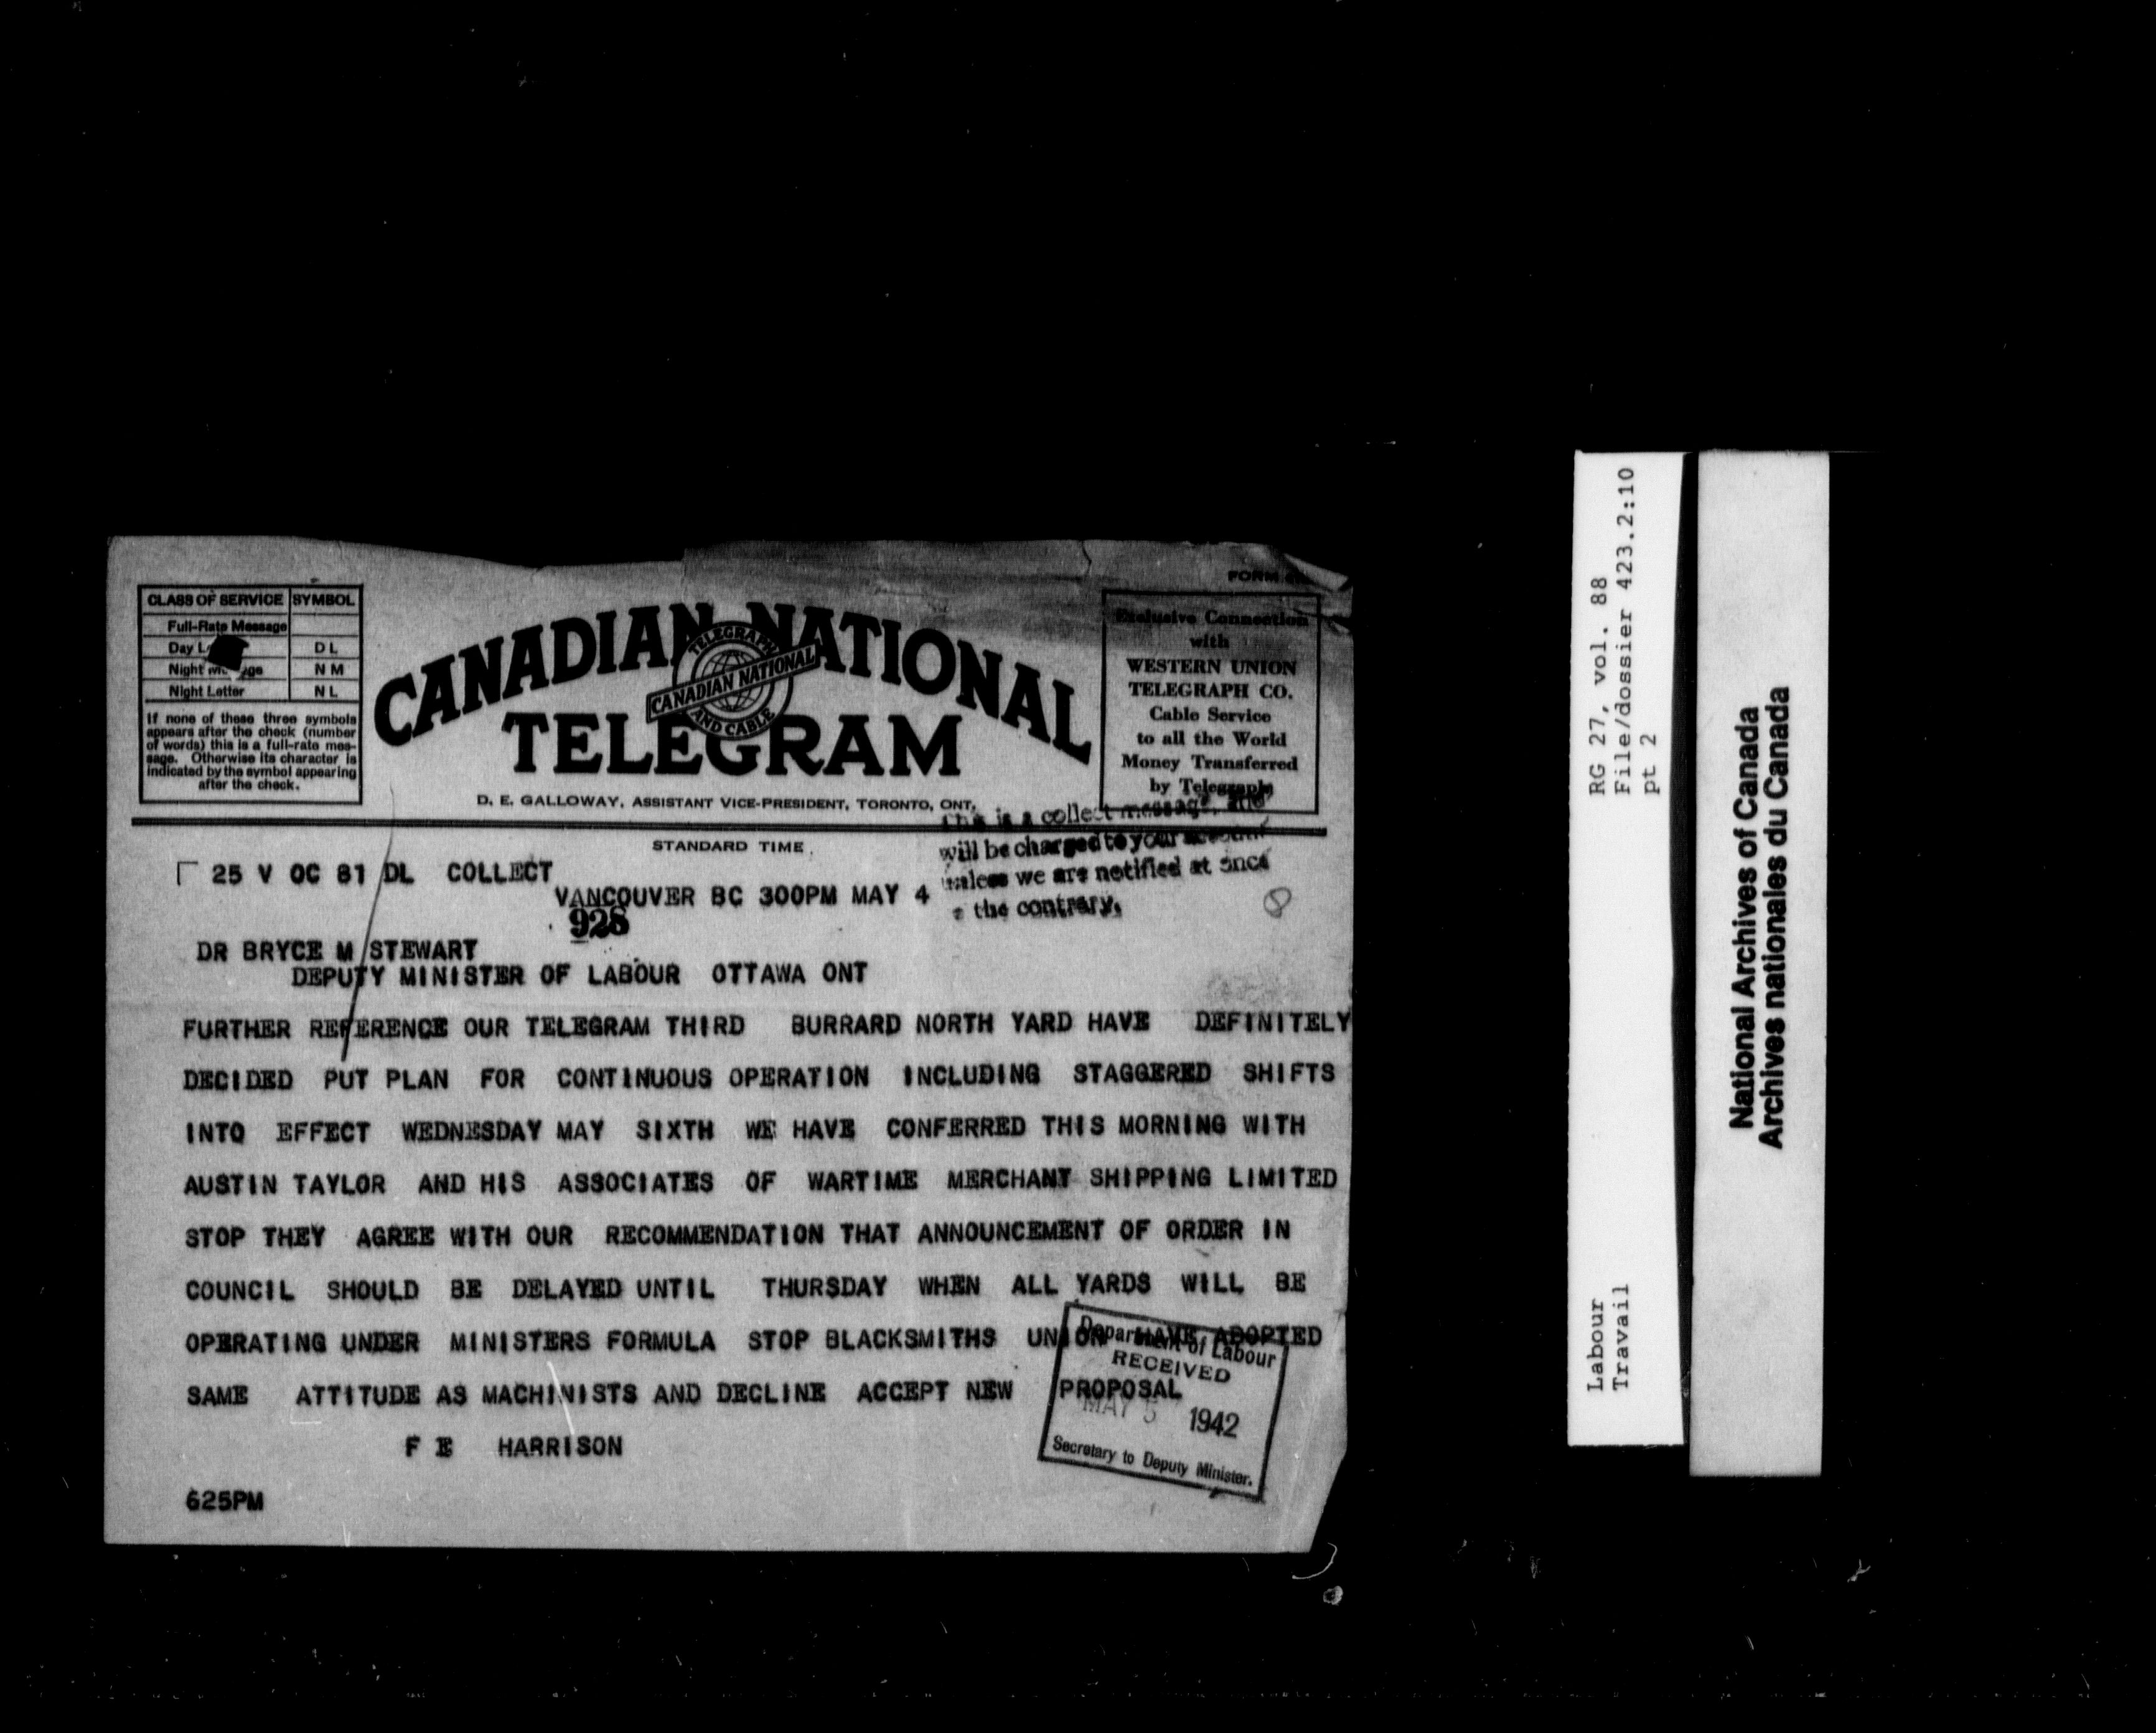 FORM
CLASS OF SERVICE SYMBOL
Full-Rate Message
Day DL
Night NM
Night Letter NL
If none of these three symbols
appears after the check (number
of words) this is a full-rate mes-
sage. Otherwise its character is
indicated by the symbol appearing
after the check.
CANADIAN NATIONAL
TELEGRAPH
CANADIAN NATIONAL
AND CABLE
TELEGRAM
D. E. GALLOWAY, ASSISTANT VICE-PRESIDENT, TORONTO, ONT.
Exclusive Connection
with
WESTERN UNION
TELEGRAPH CO.
Cable Service
to all the World
Money Transferred
by Telegraph
STANDARD TIME
This is a collect message and
will be charged to your account
unless we are notified at once
the contrary.
25 V OC 81 DL COLLECT
VANCOUVER BC 300PM MAY 4
928
8
DR BRYCE M STEWART
DEPUTY MINISTER OF LABOUR OTTAWA ONT
FURTHER REFERENCE OUR TELEGRAM THIRD BURRARD NORTH YARD HAVE DEFINITELY
DECIDED PUT PLAN FOR CONTINUOUS OPERATION INCLUDING STAGGERED SHIFTS
INTO EFFECT WEDNESDAY MAY SIXTH WE HAVE CONFERRED THIS MORNING WITH
AUSTIN TAYLOR AND HIS ASSOCIATES OF WARTIME MERCHANT SHIPPING LIMITED
STOP THEY AGREE WITH OUR RECOMMENDATION THAT ANNOUNCEMENT OF ORDER IN
COUNCIL SHOULD BE DELAYED UNTIL THURSDAY WHEN ALL YARDS WILL BE
OPERATING UNDER MINISTERS FORMULA STOP BLACKSMITHS UNION HAVE ADOPTED
SAME ATTITUDE AS MACHINISTS AND DECLINE ACCEPT NEW PROPOSAL
F E HARRISON
625PM
Department of Labour
RECEIVED
MAY 5 1942
Secretary to Deputy Minister.
RG 27, vol. 88
File/dossier 423.2:10
pt 2
Labour
Travail
National Archives of Canada
Archives nationales du Canada